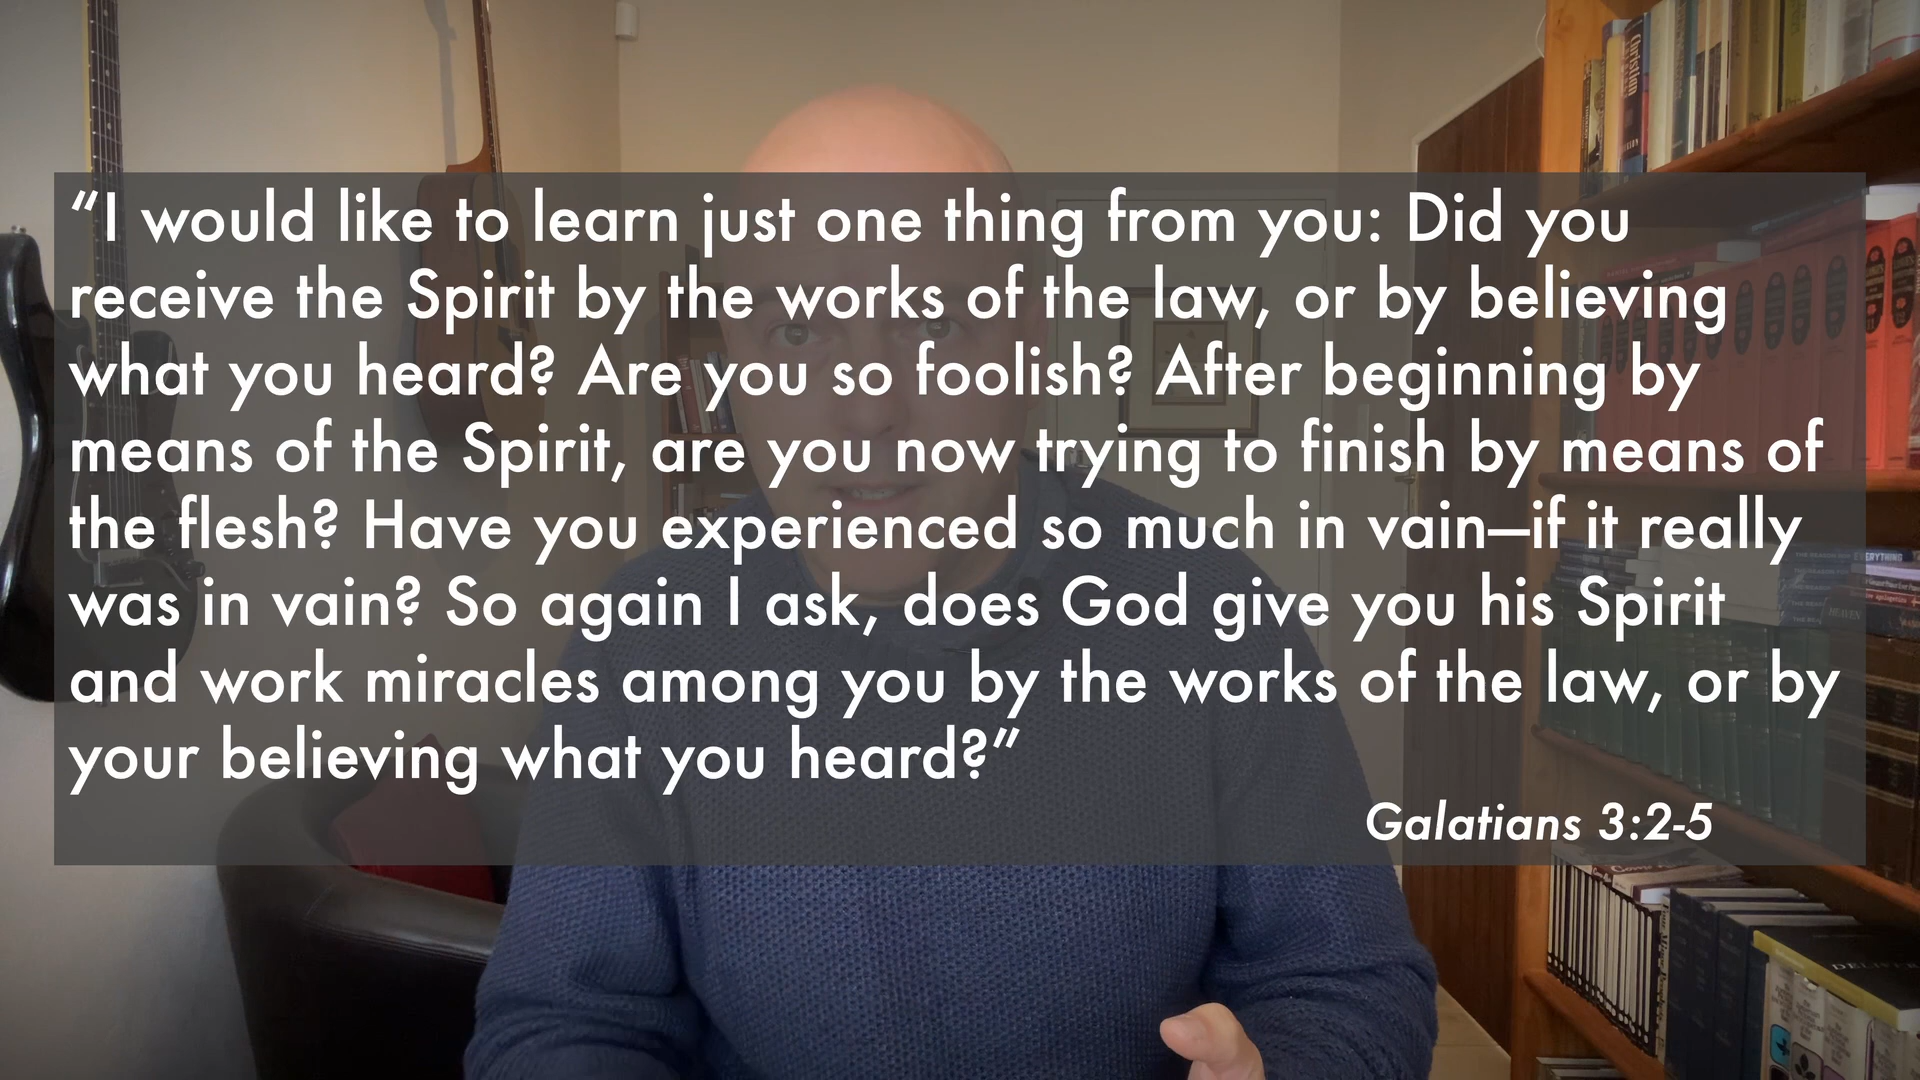 “I would like to learn just one thing from you: Did you
receive the Spirit by the works of the law, or by believing
what you heard? Are you so foolish? After beginning by
means of the Spirit, are you now trying to finish by means of
the flesh? Have you experienced so much in vain—if it really
was in vain? So again I ask, does God give you his Spirit
and work miracles among you by the works of the law, or by
your believing what you heard?”
Galatians 3:2-5
Christian
EVERYTHING
HEAVEN